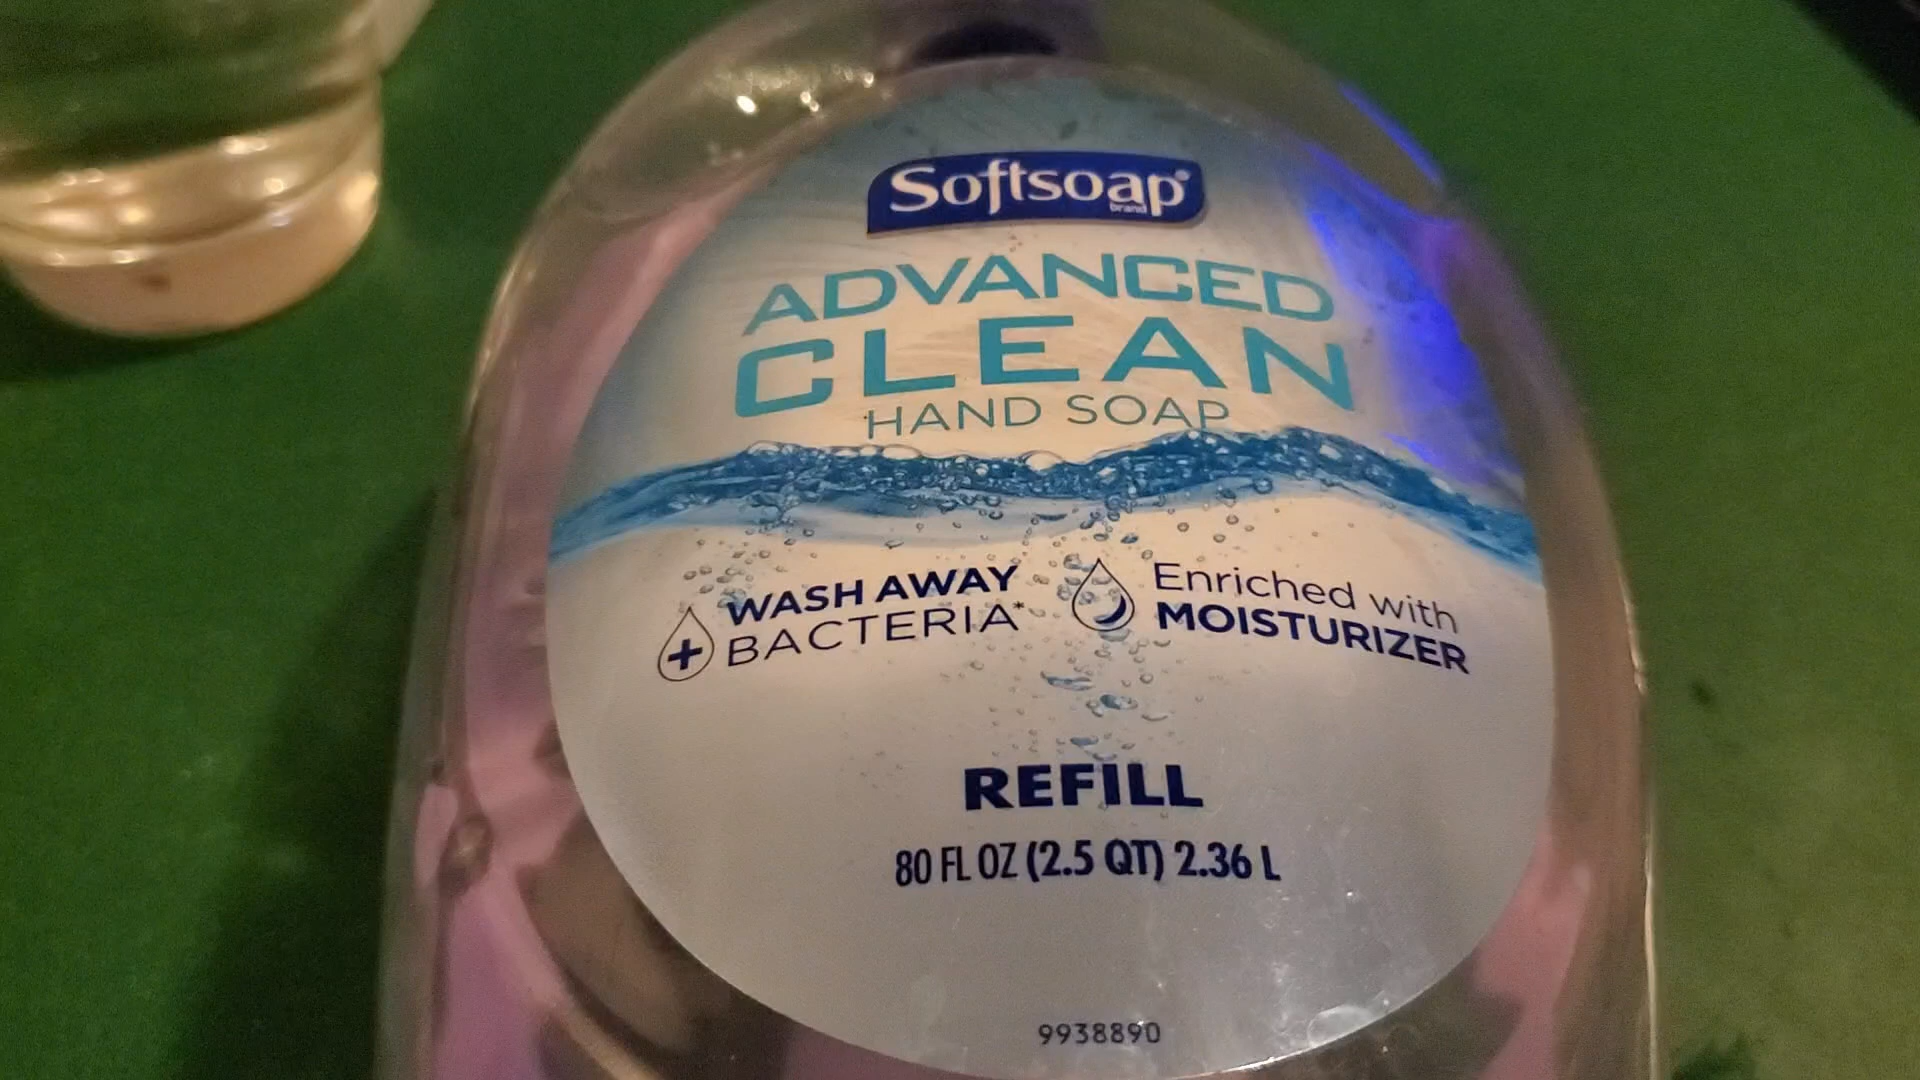 Softsoap®
brand
ADVANCED
CLEAN
HAND SOAP
WASH AWAY
BACTERIA*
Enriched with
MOISTURIZER
REFILL
80 FL OZ (2.5 QT) 2.36 L
9938890